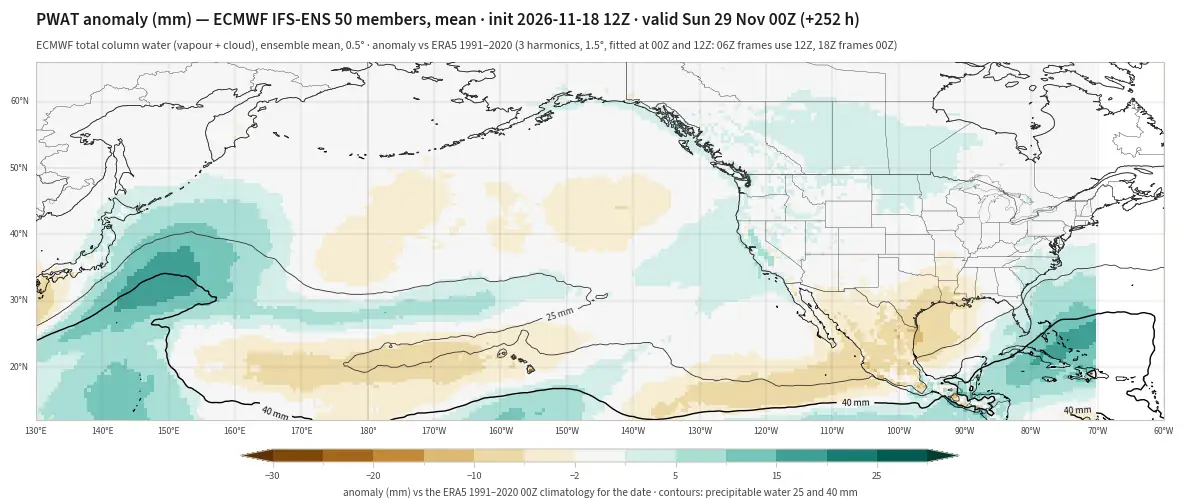 PWAT anomaly (mm) — ECMWF IFS-ENS 50 members, mean · init 2026-11-18 12Z · valid Sun 29 Nov 00Z (+252 h)
ECMWF total column water (vapour + cloud), ensemble mean, 0.5° · anomaly vs ERA5 1991–2020 (3 harmonics, 1.5°, fitted at 00Z and 12Z: 06Z frames use 12Z, 18Z frames 00Z)
60°N
50°N
40°N
30°N
20°N
25 mm
40 mm
40 mm
40 mm
130°E 140°E 150°E 160°E 170°E 180° 170°W 160°W 150°W 140°W 130°W 120°W 110°W 100°W 90°W 80°W 70°W 60°W
−30 −20 −10 −2 5 15 25
anomaly (mm) vs the ERA5 1991–2020 00Z climatology for the date · contours: precipitable water 25 and 40 mm